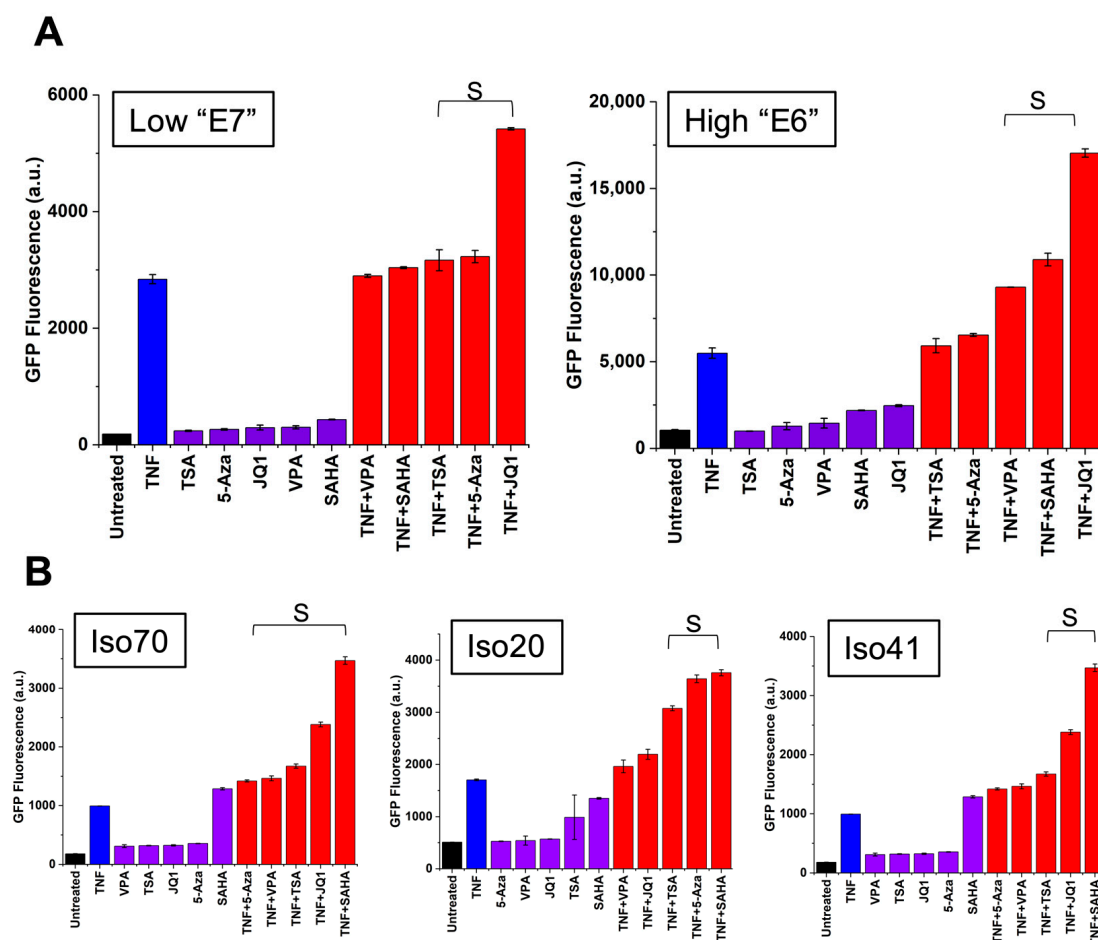 A
Low “E7”
S
GFP Fluorescence (a.u.)
6000
4000
2000
0
Untreated
TNF
TSA
5-Aza
JQ1
VPA
SAHA
TNF+VPA
TNF+SAHA
TNF+TSA
TNF+5-Aza
TNF+JQ1
High “E6”
S
GFP Fluorescence (a.u.)
20,000
15,000
10,000
5,000
0
Untreated
TNF
TSA
5-Aza
VPA
SAHA
JQ1
TNF+TSA
TNF+5-Aza
TNF+VPA
TNF+SAHA
TNF+JQ1
B
Iso70
S
GFP Fluorescence (a.u.)
4000
3000
2000
1000
0
Untreated
TNF
VPA
TSA
JQ1
5-Aza
SAHA
TNF+5-Aza
TNF+VPA
TNF+TSA
TNF+JQ1
TNF+SAHA
Iso20
S
GFP Fluorescence (a.u.)
4000
3000
2000
1000
0
Untreated
TNF
5-Aza
VPA
JQ1
TSA
SAHA
TNF+VPA
TNF+JQ1
TNF+TSA
TNF+5-Aza
TNF+SAHA
Iso41
S
GFP Fluorescence (a.u.)
4000
3000
2000
1000
0
Untreated
TNF
VPA
TSA
JQ1
5-Aza
SAHA
TNF+5-Aza
TNF+VPA
TNF+TSA
TNF+JQ1
TNF+SAHA